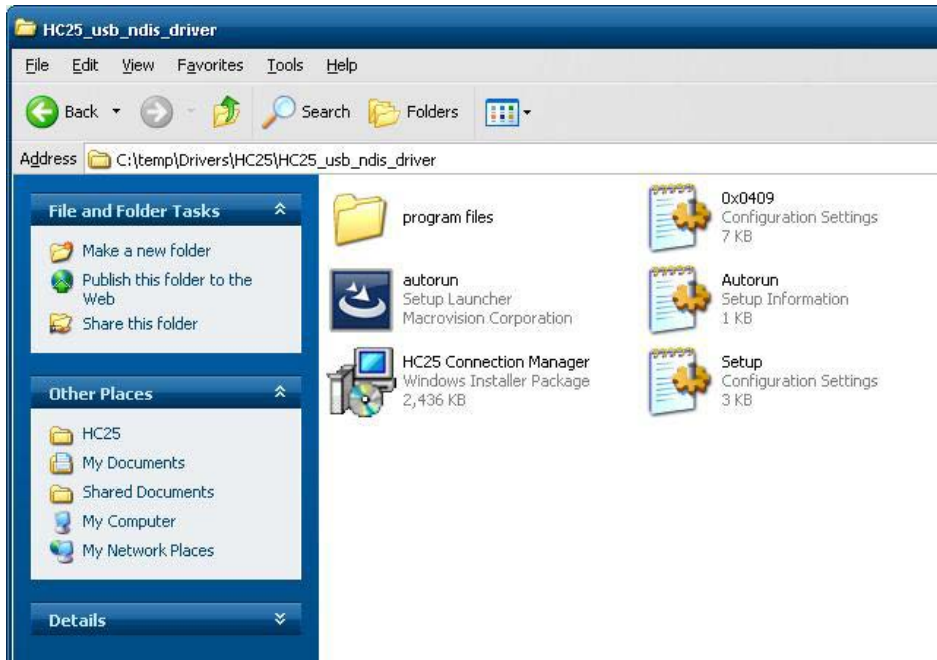 HC25_usb_ndis_driver
File Edit View Favorites Tools Help
Back Search Folders
Address C:\temp\Drivers\HC25\HC25_usb_ndis_driver
File and Folder Tasks
Make a new folder
Publish this folder to the
Web
Share this folder
Other Places
HC25
My Documents
Shared Documents
My Computer
My Network Places
Details
program files
0x0409
Configuration Settings
7 KB
autorun
Setup Launcher
Macrovision Corporation
Autorun
Setup Information
1 KB
HC25 Connection Manager
Windows Installer Package
2,436 KB
Setup
Configuration Settings
3 KB